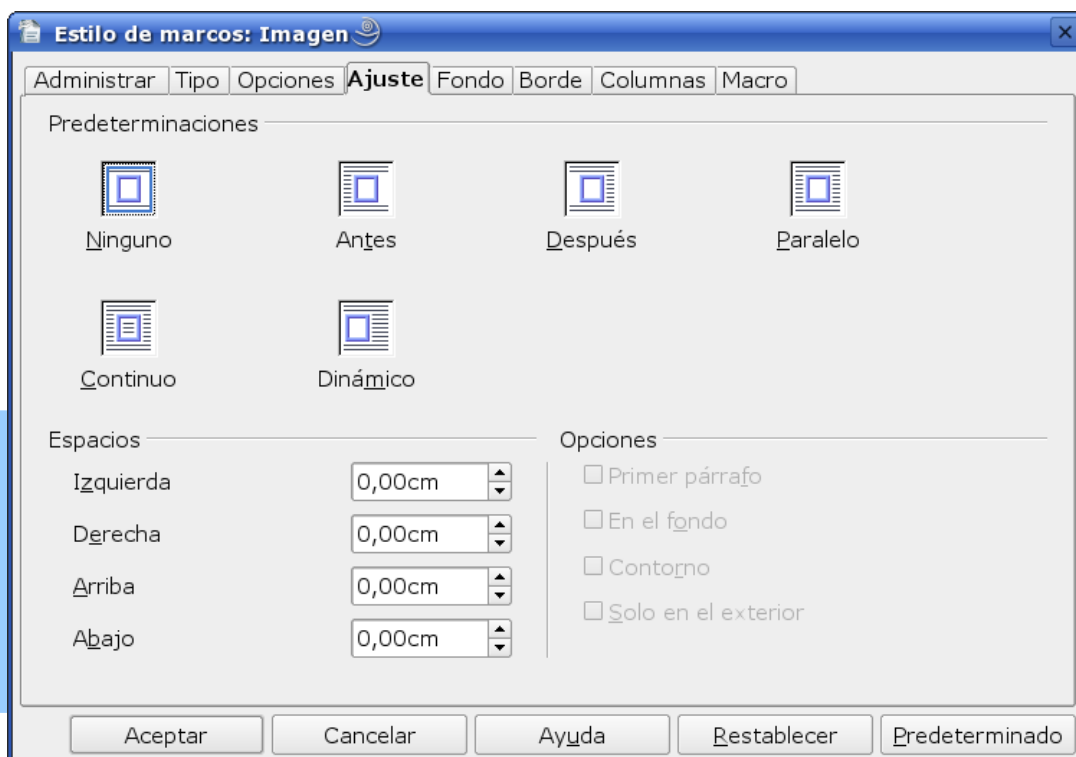 Estilo de marcos: Imagen
Administrar Tipo Opciones Ajuste Fondo Borde Columnas Macro
Predeterminaciones
Ninguno Antes Después Paralelo
Continuo Dinámico
Espacios Opciones
Izquierda 0,00cm Primer párrafo
Derecha 0,00cm En el fondo
Arriba 0,00cm Contorno
Abajo 0,00cm Solo en el exterior
Aceptar Cancelar Ayuda Restablecer Predeterminado